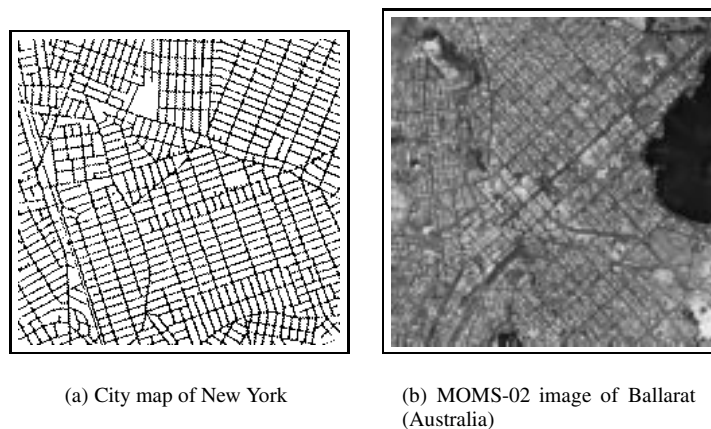 (a) City map of New York
(b) MOMS-02 image of Ballarat
(Australia)